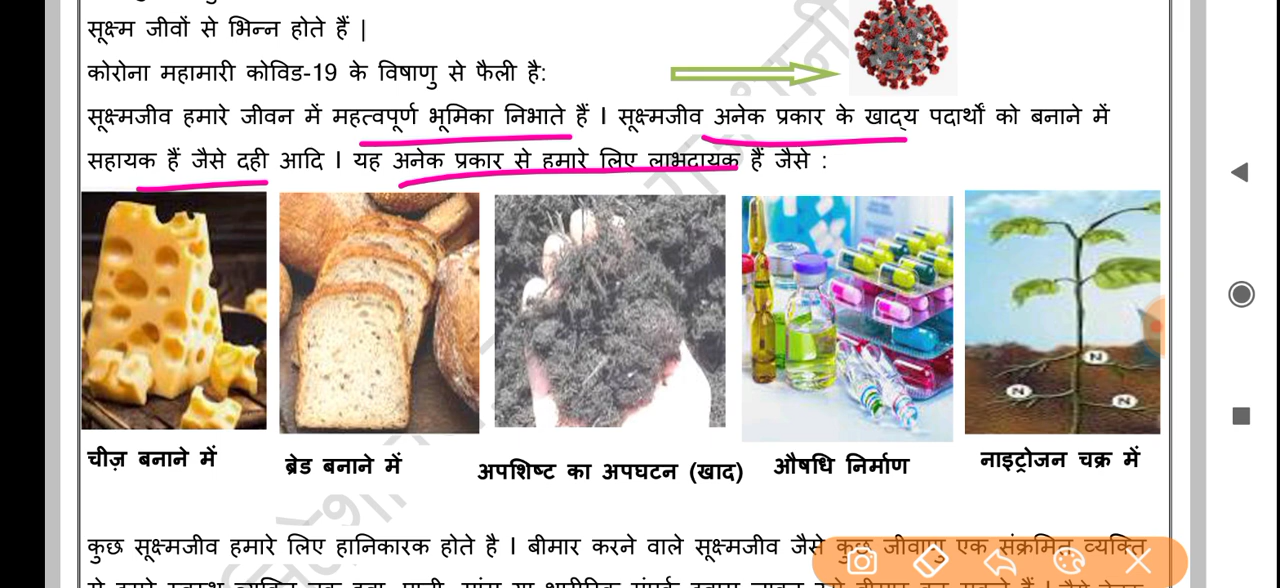 सूक्ष्म जीवों से भिन्न होते हैं |
कोरोना महामारी कोविड-19 के विषाणु से फैली है:
सूक्ष्मजीव हमारे जीवन में महत्वपूर्ण भूमिका निभाते हैं । सूक्ष्मजीव अनेक प्रकार के खाद्य पदार्थों को बनाने में
सहायक हैं जैसे दही आदि । यह अनेक प्रकार से हमारे लिए लाभदायक हैं जैसे :
N
N
N
चीज़ बनाने में
ब्रेड बनाने में
अपशिष्ट का अपघटन (खाद)
औषधि निर्माण
नाइट्रोजन चक्र में
कुछ सूक्ष्मजीव हमारे लिए हानिकारक होते है । बीमार करने वाले सूक्ष्मजीव जैसे कुछ जीवाणु एक संक्रमित व्यक्ति